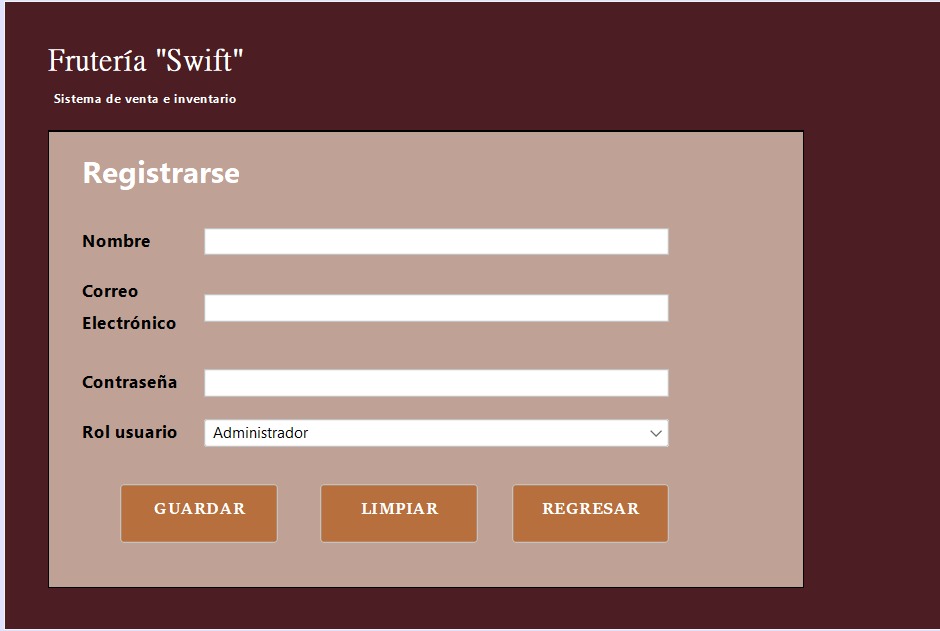 Frutería "Swift"
Sistema de venta e inventario
Registrarse
Nombre
Correo
Electrónico
Contraseña
Rol usuario Administrador
GUARDAR LIMPIAR REGRESAR